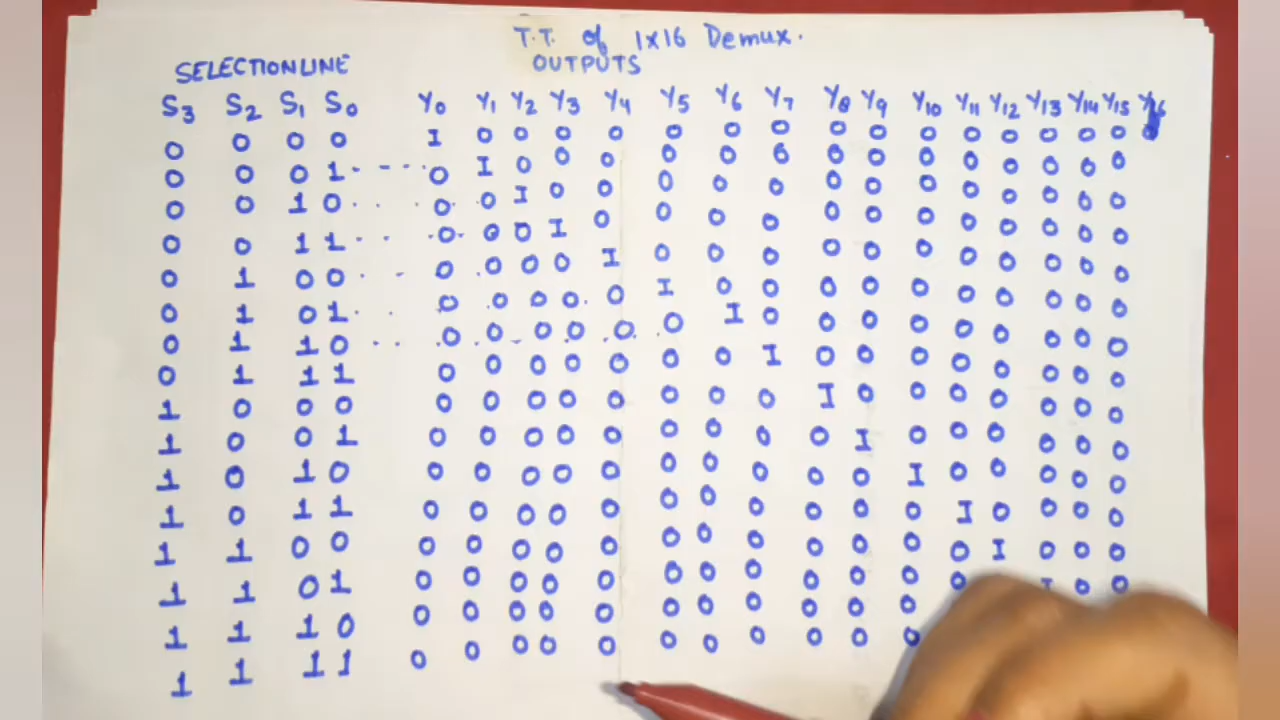 T.T. of 1x16 Demux.
SELECTIONLINE OUTPUTS
S3 S2 S1 S0 Y0 Y1 Y2 Y3 Y4 Y5 Y6 Y7 Y8 Y9 Y10 Y11 Y12 Y13 Y14 Y15
0 0 0 0 1 0 0 0 0 0 0 0 0 0 0 0 0 0 0 0
0 0 0 1 0 1 0 0 0 0 0 0 0 0 0 0 0 0 0 0
0 0 1 0 0 0 1 0 0 0 0 0 0 0 0 0 0 0 0 0
0 0 1 1 0 0 0 1 0 0 0 0 0 0 0 0 0 0 0 0
0 1 0 0 0 0 0 0 1 0 0 0 0 0 0 0 0 0 0 0
0 1 0 1 0 0 0 0 0 1 0 0 0 0 0 0 0 0 0 0
0 1 1 0 0 0 0 0 0 0 1 0 0 0 0 0 0 0 0 0
0 1 1 1 0 0 0 0 0 0 0 1 0 0 0 0 0 0 0 0
1 0 0 0 0 0 0 0 0 0 0 0 1 0 0 0 0 0 0 0
1 0 0 1 0 0 0 0 0 0 0 0 0 1 0 0 0 0 0 0
1 0 1 0 0 0 0 0 0 0 0 0 0 0 1 0 0 0 0 0
1 0 1 1 0 0 0 0 0 0 0 0 0 0 0 1 0 0 0 0
1 1 0 0 0 0 0 0 0 0 0 0 0 0 0 0 1 0 0 0
1 1 0 1 0 0 0 0 0 0 0 0 0 0 0 0 1 0 0
1 1 1 0 0 0 0 0 0 0 0 0 0 0 0
1 1 1 1 0 0 0 0 0 0 0 0 0 0 0